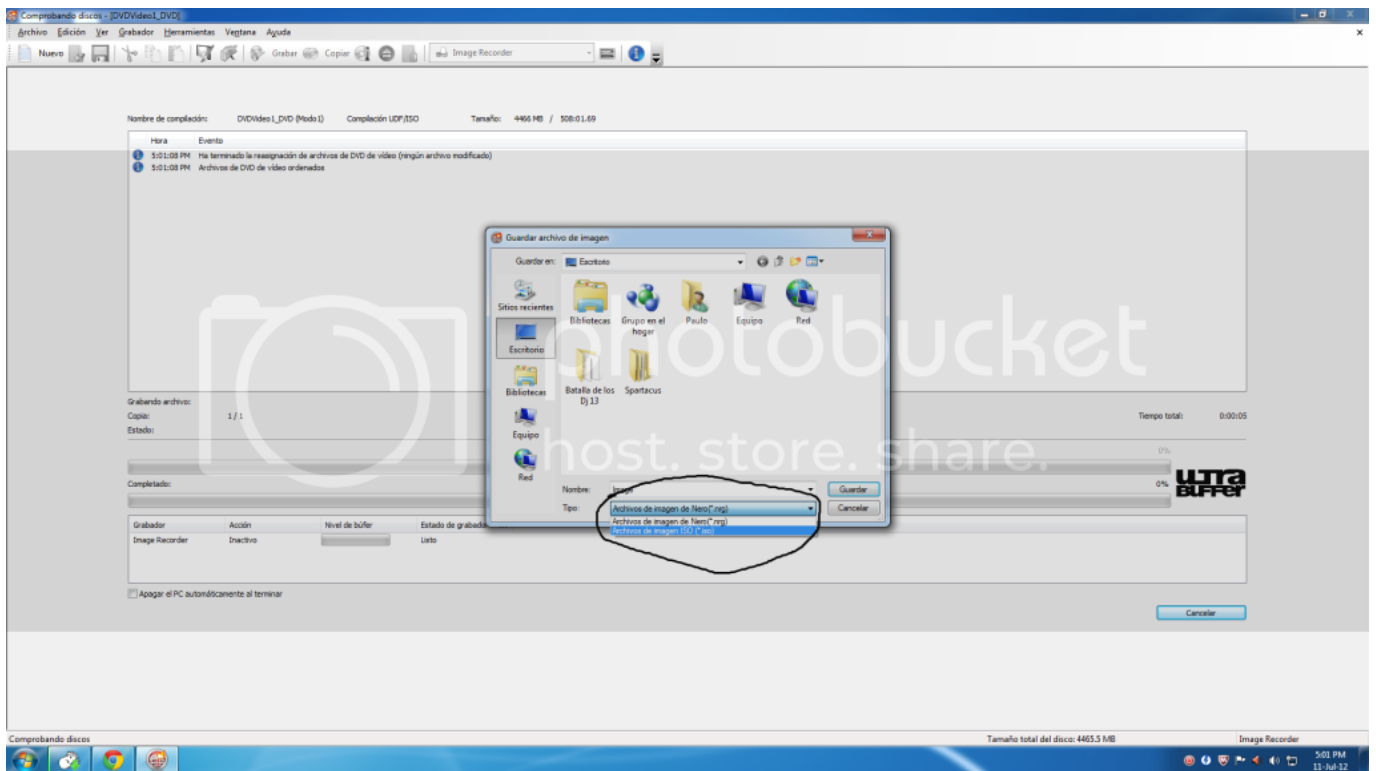 Comprobando discos - [DVDVideo1_DVD]
Archivo Edición Ver Grabador Herramientas Ventana Ayuda
Nuevo Grabar Copiar Image Recorder
Nombre de compilación: DVDVideo1_DVD (Modo1) Compilación UDF/ISO Tamaño: 4466 MB / 508:01.69
Hora Evento
5:01:08 PM Ha terminado la reasignación de archivos de DVD de vídeo (ningún archivo modificado)
5:01:08 PM Archivos de DVD de vídeo ordenados
Guardar archivo de imagen
Guardar en: Escritorio
Sitios recientes
Escritorio
Bibliotecas
Equipo
Red
Bibliotecas Grupo en el hogar Paulo Equipo Red
Batalla de los Dj 13 Spartacus
Nombre: Image Guardar
Tipo: Archivos de imagen de Nero(*.nrg) Cancelar
Archivos de imagen de Nero(*.nrg)
Archivos de imagen ISO (*.iso)
photobucket
host. store. share.
Grabando archivo:
Copia: 1 / 1 Tiempo total: 0:00:05
Estado:
0%
Completado: 0% ULTRA BUFFER
Grabador Acción Nivel de búfer Estado de grabador
Image Recorder Inactivo Listo
Apagar el PC automáticamente al terminar
Cancelar
Comprobando discos Tamaño total del disco: 4465.5 MB Image Recorder
5:01 PM
11-Jul-12